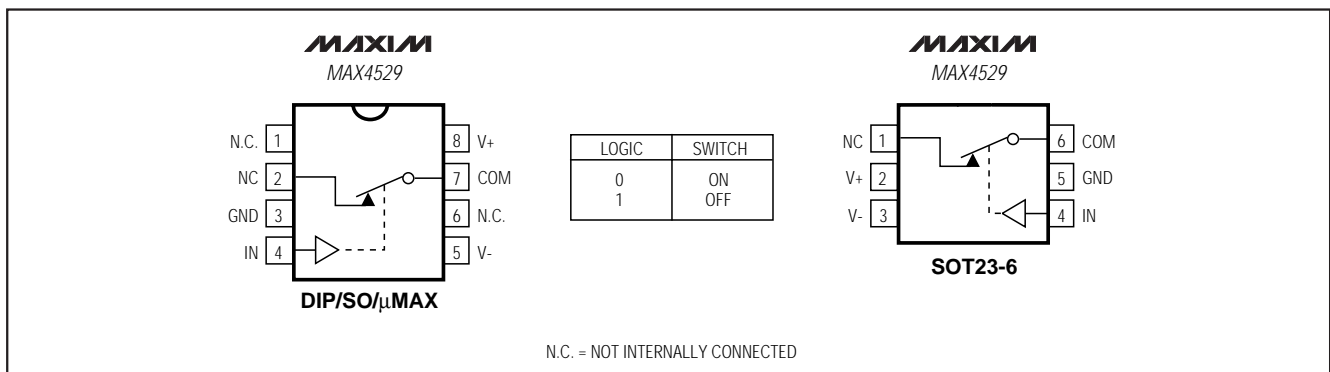 MAXIM
MAX4529
N.C. 1
NC 2
GND 3
IN 4
8 V+
7 COM
6 N.C.
5 V-
DIP/SO/μMAX
LOGIC SWITCH
0 ON
1 OFF
MAXIM
MAX4529
NC 1
V+ 2
V- 3
6 COM
5 GND
4 IN
SOT23-6
N.C. = NOT INTERNALLY CONNECTED